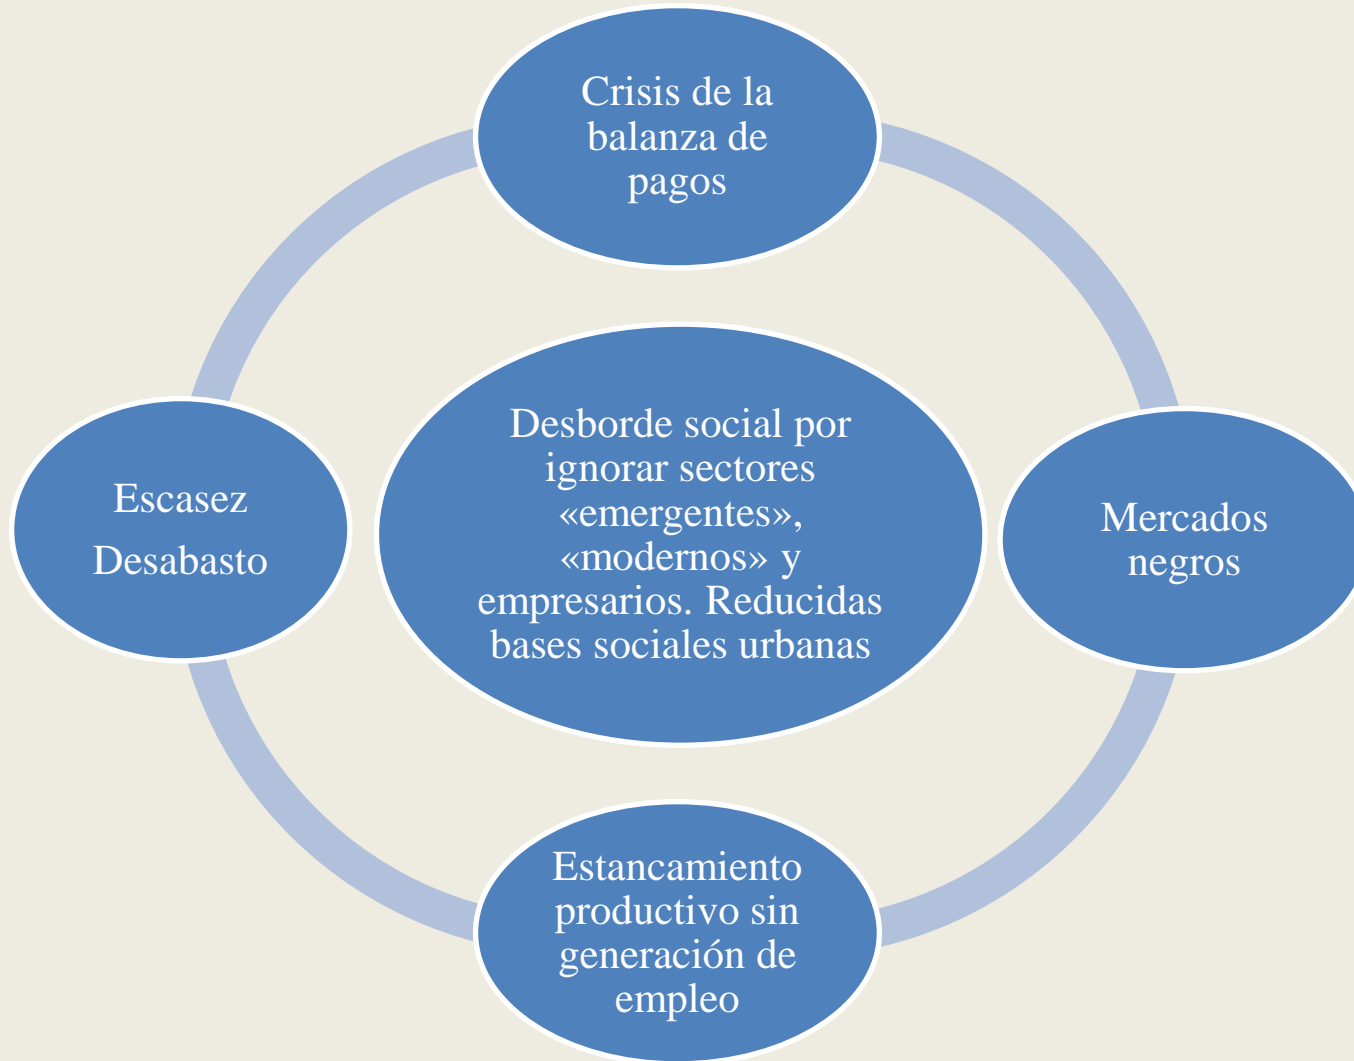 Crisis de la
balanza de
pagos
Desborde social por
ignorar sectores
«emergentes»,
«modernos» y
empresarios. Reducidas
bases sociales urbanas
Escasez
Desabasto
Mercados
negros
Estancamiento
productivo sin
generación de
empleo